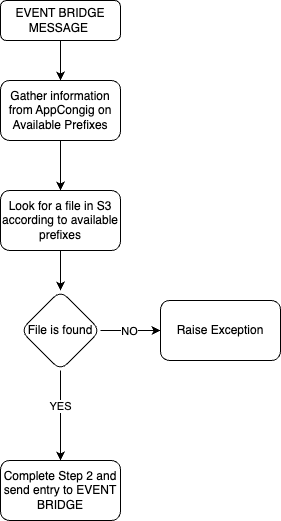 EVENT BRIDGE
MESSAGE
Gather information
from AppCongig on
Available Prefixes
Look for a file in S3
according to available
prefixes
File is found
NO
Raise Exception
YES
Complete Step 2 and
send entry to EVENT
BRIDGE